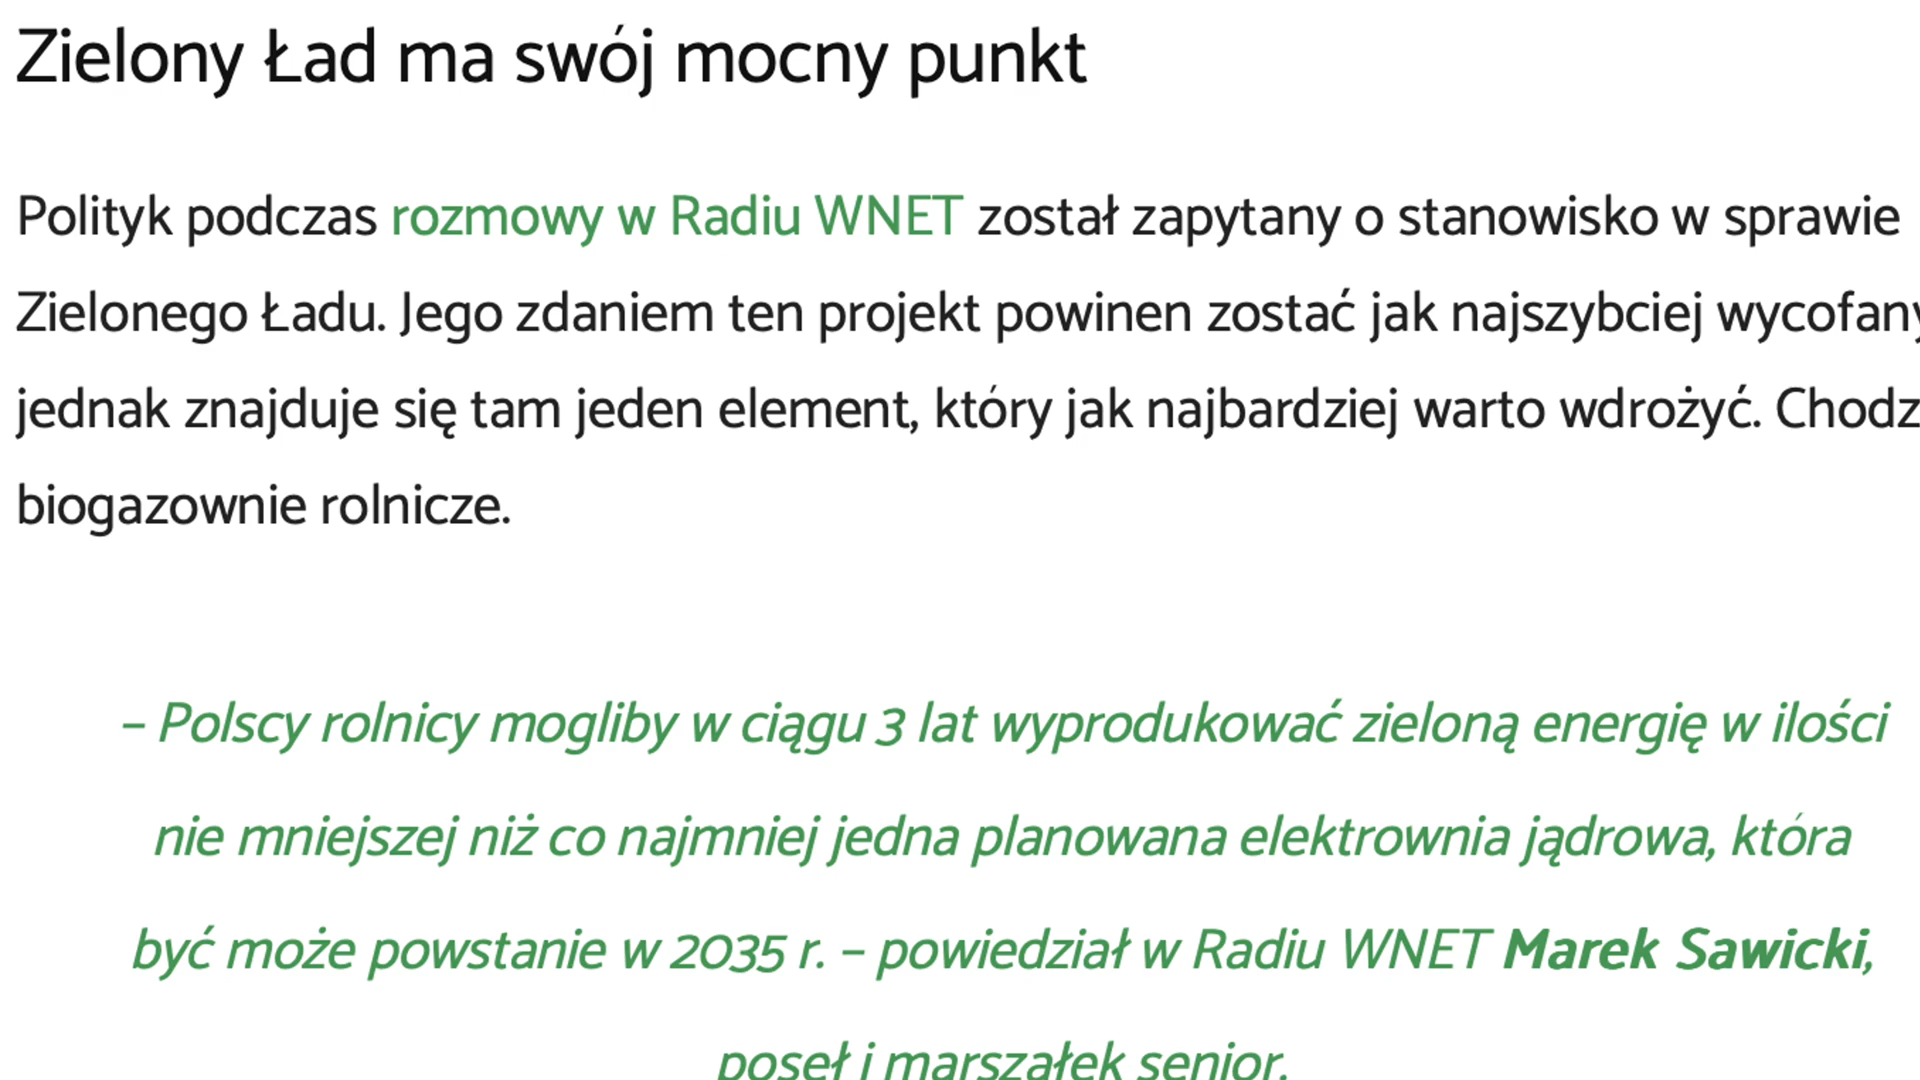 Zielony Ład ma swój mocny punkt
Polityk podczas rozmowy w Radiu WNET został zapytany o stanowisko w sprawie
Zielonego Ładu. Jego zdaniem ten projekt powinen zostać jak najszybciej wycofany
jednak znajduje się tam jeden element, który jak najbardziej warto wdrożyć. Chodz
biogazownie rolnicze.
– Polscy rolnicy mogliby w ciągu 3 lat wyprodukować zieloną energię w ilości
nie mniejszej niż co najmniej jedna planowana elektrownia jądrowa, która
być może powstanie w 2035 r. – powiedział w Radiu WNET Marek Sawicki,
poseł i marszałek senior.